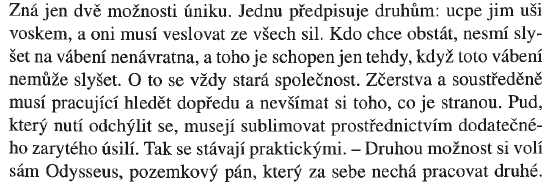 Zná jen dvě možnosti úniku. Jednu předpisuje druhům: ucpe jim uši
voskem, a oni musí veslovat ze všech sil. Kdo chce obstát, nesmí sly-
šet na vábení nenávratna, a toho je schopen jen tehdy, když toto vábení
nemůže slyšet. O to se vždy stará společnost. Zčerstva a soustředěně
musí pracující hledět dopředu a nevšímat si toho, co je stranou. Pud,
který nutí odchýlit se, musejí sublimovat prostřednictvím dodatečné-
ho zarytého úsilí. Tak se stávají praktickými. – Druhou možnost si volí
sám Odysseus, pozemkový pán, který za sebe nechá pracovat druhé.